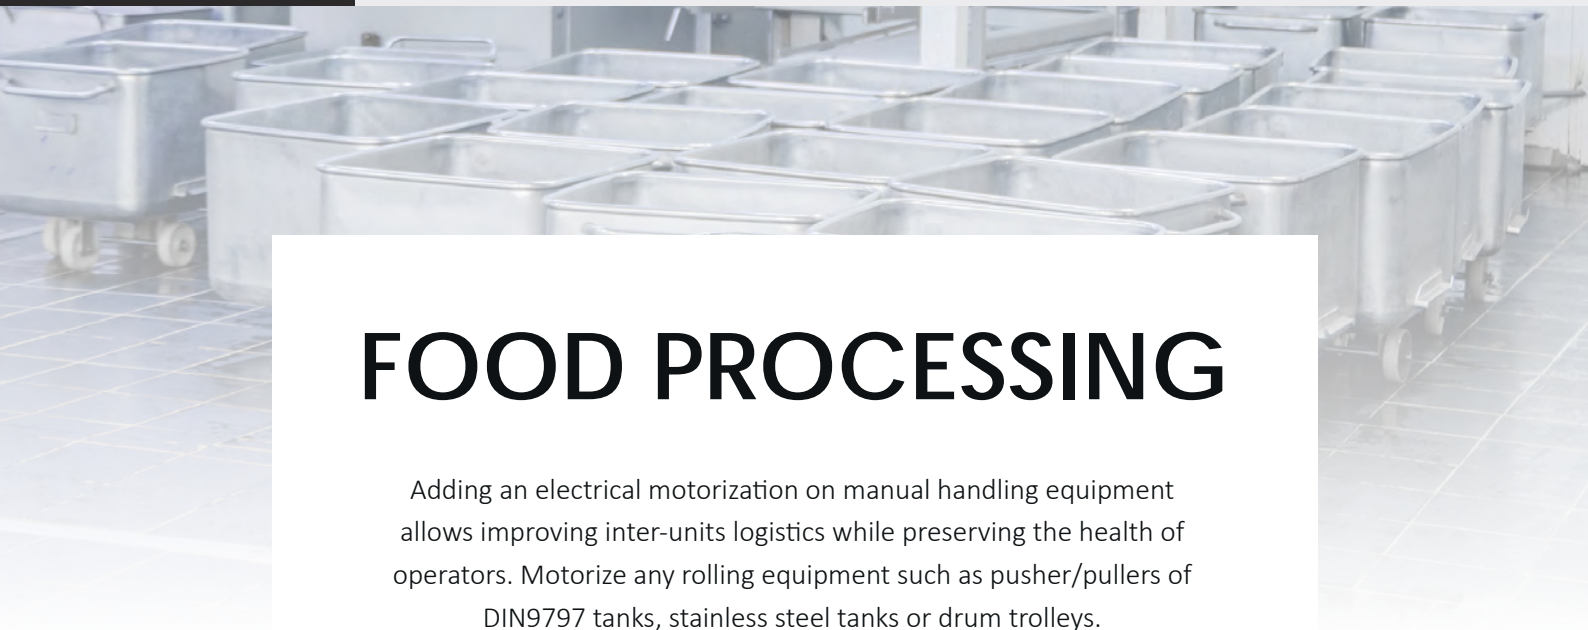 FOOD PROCESSING
Adding an electrical motorization on manual handling equipment
allows improving inter-units logistics while preserving the health of
operators. Motorize any rolling equipment such as pusher/pullers of
DIN9797 tanks, stainless steel tanks or drum trolleys.